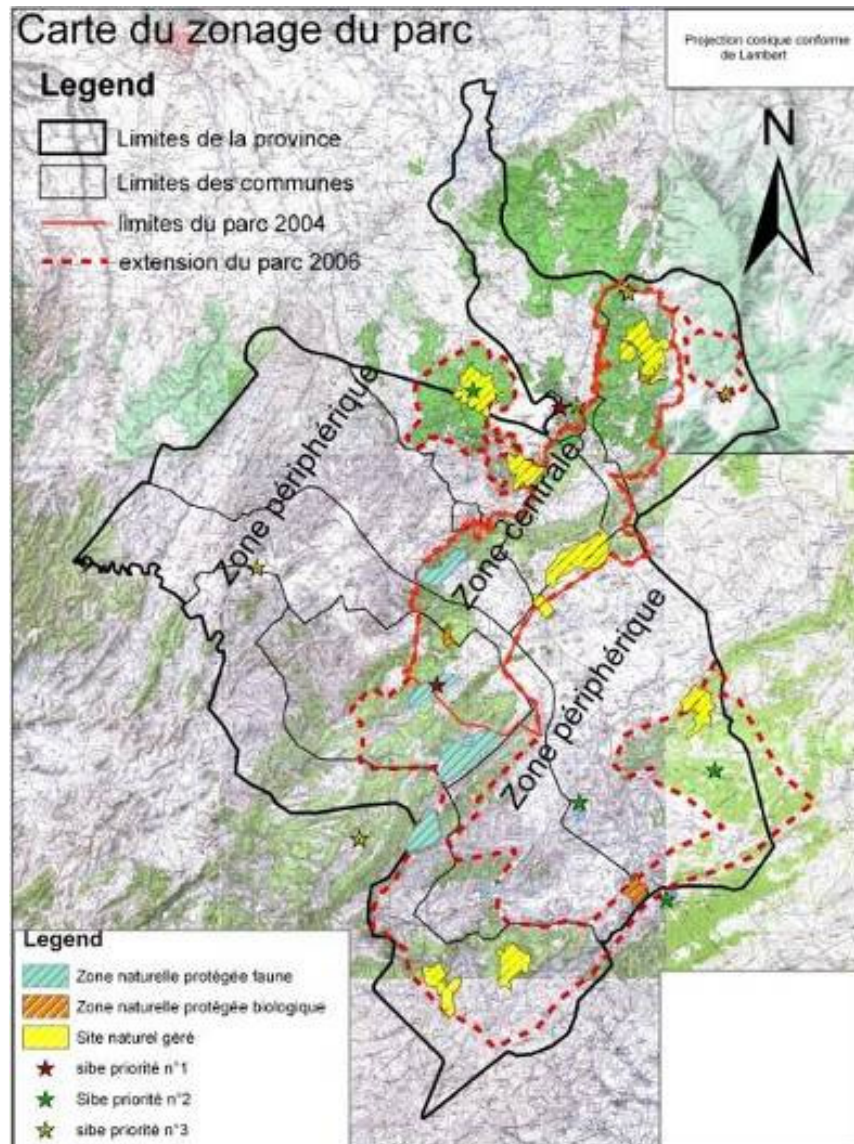 Carte du zonage du parc
Projection conique conforme
de Lambert
Legend
Limites de la province
Limites des communes
limites du parc 2004
extension du parc 2006
N
Zone périphérique
Zone centrale
Zone périphérique
Legend
Zone naturelle protégée faune
Zone naturelle protégée biologique
Site naturel géré
sibe priorité n°1
Sibe priorité n°2
sibe priorité n°3